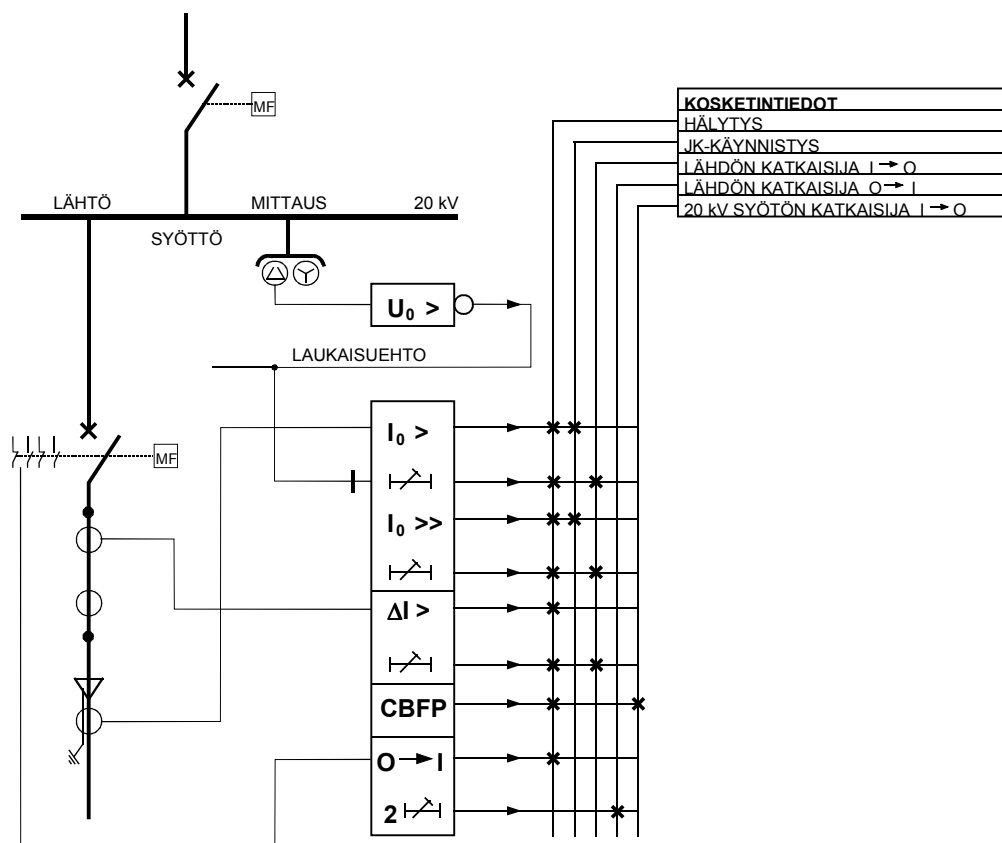 MF
KOSKETINTIEDOT
HÄLYTYS
JK-KÄYNNISTYS
LÄHDÖN KATKAISIJA I → O
LÄHDÖN KATKAISIJA O → I
20 kV SYÖTÖN KATKAISIJA I → O
LÄHTÖ MITTAUS 20 kV
SYÖTTÖ
U₀ >
LAUKAISUEHTO
I₀ >
MF
I₀ >>
ΔI >
CBFP
O → I
2